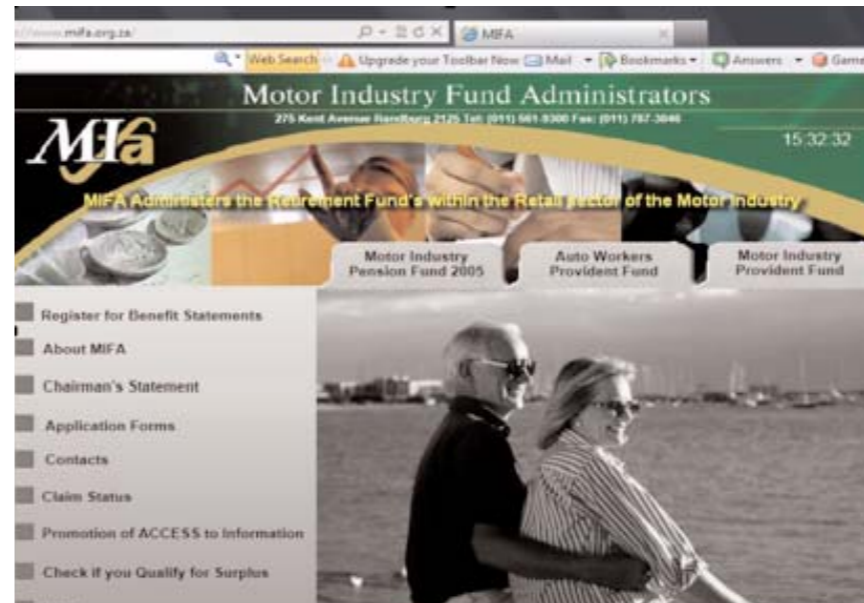 www.mifa.org.za/
MIFA
Web Search
Upgrade your Toolbar Now
Mail
Bookmarks
Answers
Game
Motor Industry Fund Administrators
275 Kent Avenue Randburg 2125 Tel: (011) 561-9300 Fax: (011) 787-3046
MIfa
15:32:32
MIFA Administers the Retirement Fund's within the Retail sector of the Motor Industry
Motor Industry
Pension Fund 2005
Auto Workers
Provident Fund
Motor Industry
Provident Fund
Register for Benefit Statements
About MIFA
Chairman's Statement
Application Forms
Contacts
Claim Status
Promotion of ACCESS to Information
Check if you Qualify for Surplus